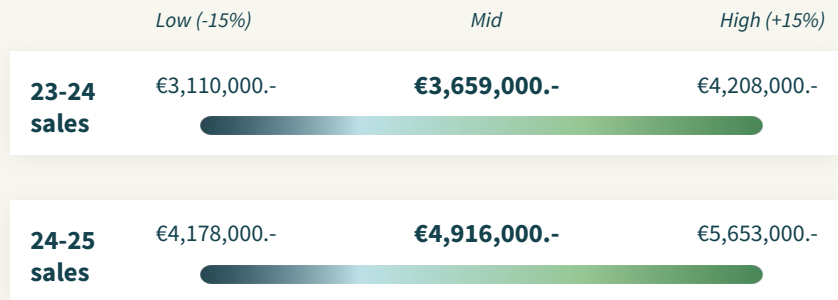 Low (-15%) Mid High (+15%)
23-24 sales €3,110,000.- €3,659,000.- €4,208,000.-
24-25 sales €4,178,000.- €4,916,000.- €5,653,000.-